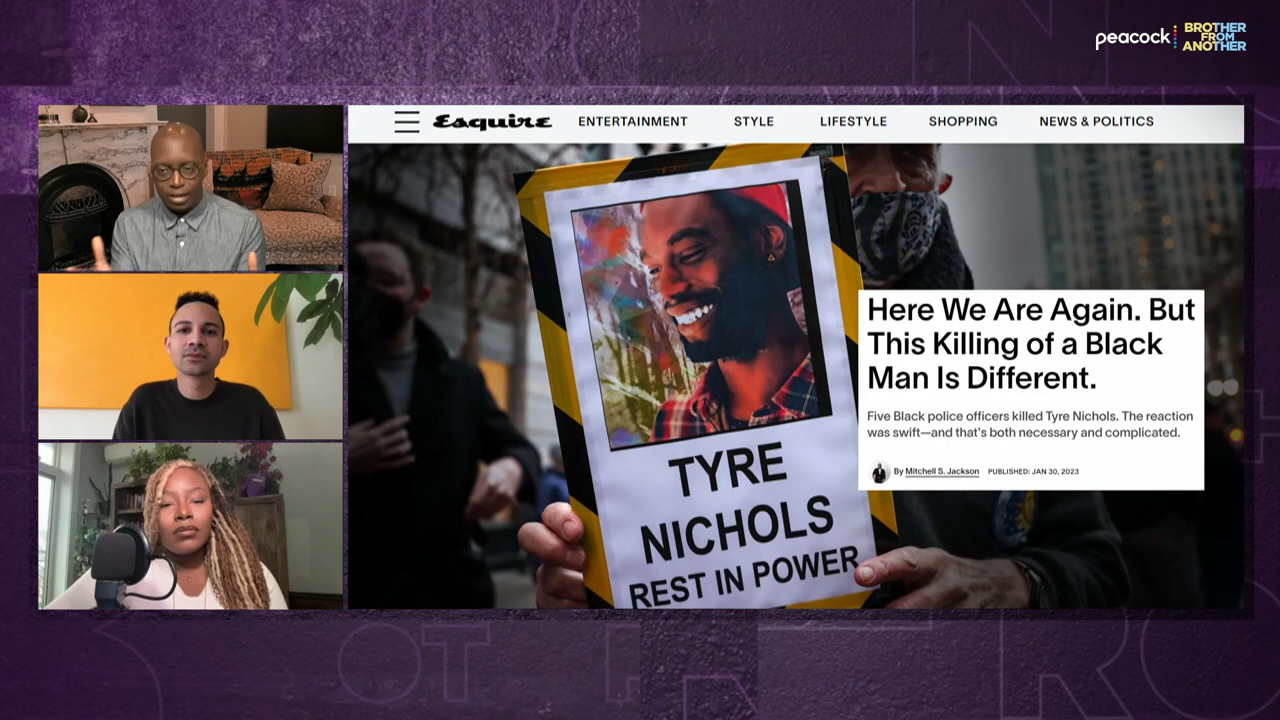 peacock
BROTHER
FROM
ANOTHER
Esquire
ENTERTAINMENT
STYLE
LIFESTYLE
SHOPPING
NEWS & POLITICS
TYRE
NICHOLS
REST IN POWER
Here We Are Again. But
This Killing of a Black
Man Is Different.
Five Black police officers killed Tyre Nichols. The reaction
was swift—and that's both necessary and complicated.
By Mitchell S. Jackson PUBLISHED: JAN 30, 2023